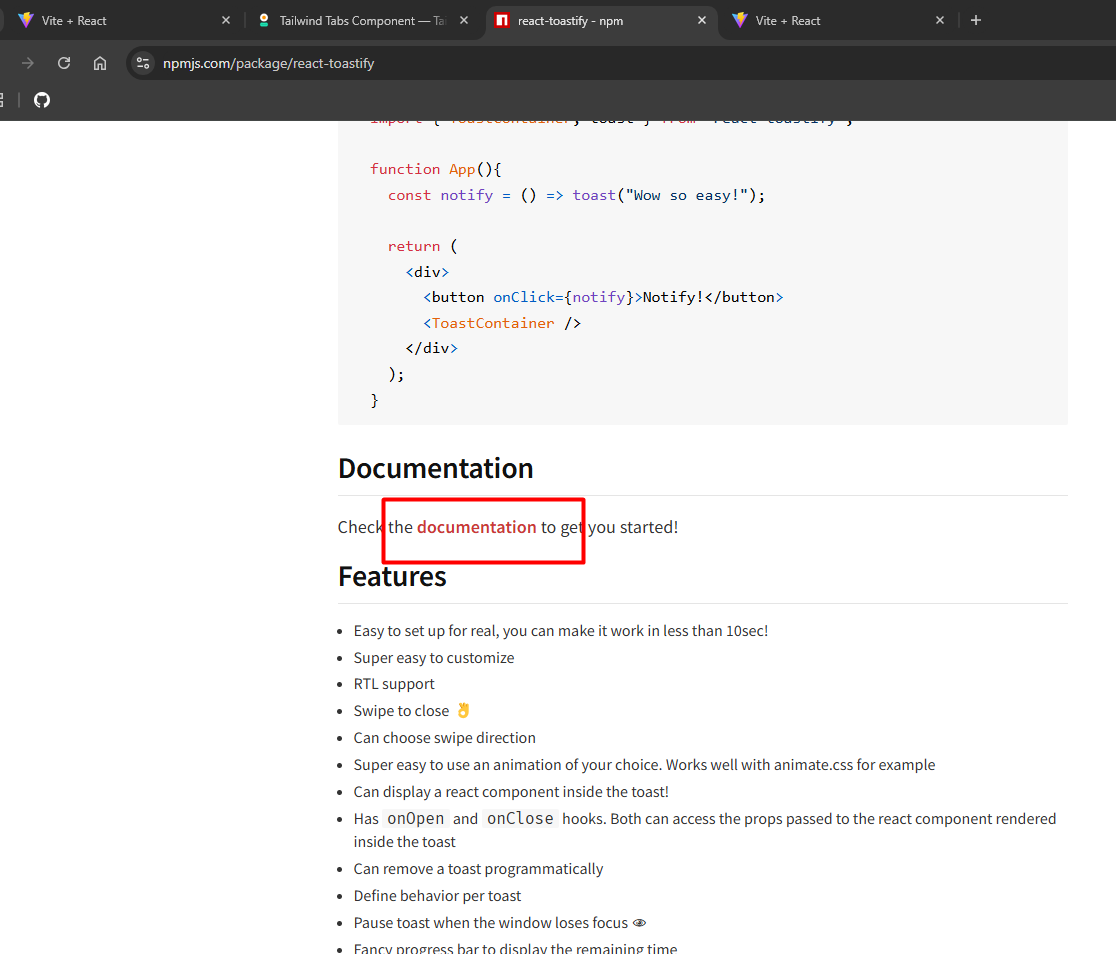 Vite + React
Tailwind Tabs Component — Tai
react-toastify - npm
Vite + React
npmjs.com/package/react-toastify
import { ToastContainer, toast } from 'react-toastify';
function App(){
const notify = () => toast("Wow so easy!");
return (
<div>
<button onClick={notify}>Notify!</button>
<ToastContainer />
</div>
);
}
Documentation
Check the documentation to get you started!
Features
Easy to set up for real, you can make it work in less than 10sec!
Super easy to customize
RTL support
Swipe to close 👌
Can choose swipe direction
Super easy to use an animation of your choice. Works well with animate.css for example
Can display a react component inside the toast!
Has onOpen and onClose hooks. Both can access the props passed to the react component rendered
inside the toast
Can remove a toast programmatically
Define behavior per toast
Pause toast when the window loses focus 👁
Fancy progress bar to display the remaining time